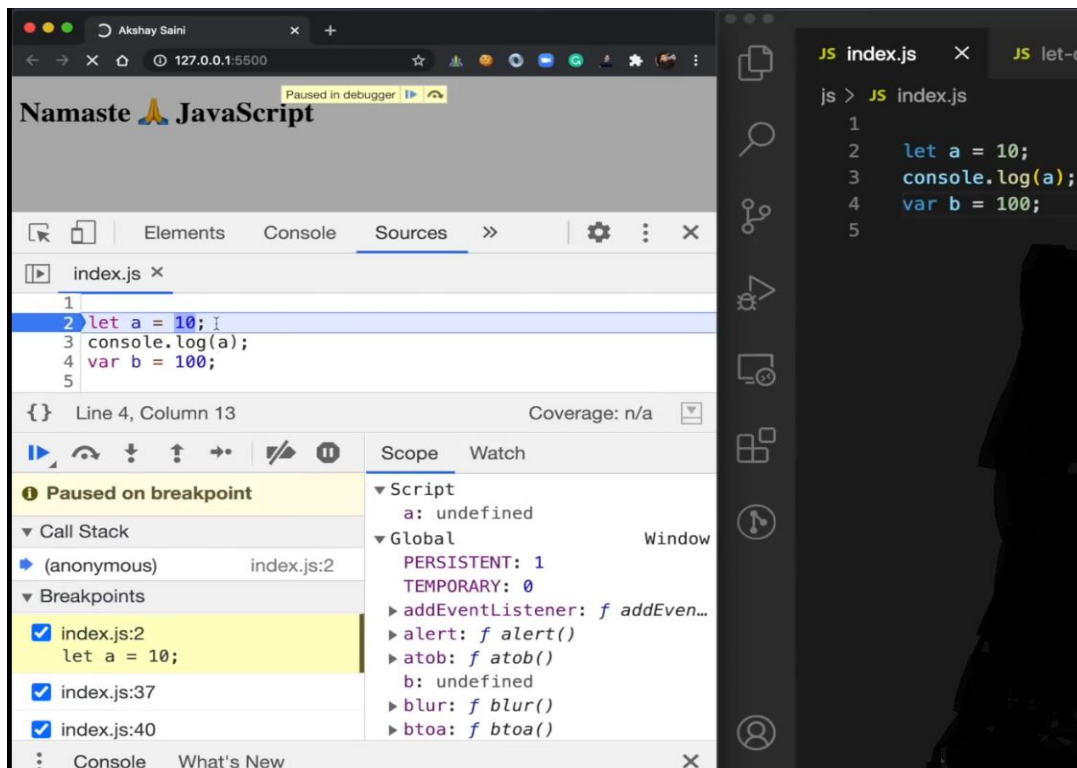 Akshay Saini
127.0.0.1:5500
Paused in debugger
Namaste 🙏 JavaScript
Elements Console Sources
index.js
1
2 let a = 10;
3 console.log(a);
4 var b = 100;
5
{} Line 4, Column 13 Coverage: n/a
Paused on breakpoint
Call Stack
(anonymous) index.js:2
Breakpoints
index.js:2
let a = 10;
index.js:37
index.js:40
Scope Watch
Script
a: undefined
Global Window
PERSISTENT: 1
TEMPORARY: 0
addEventListener: ƒ addEven…
alert: ƒ alert()
atob: ƒ atob()
b: undefined
blur: ƒ blur()
btoa: ƒ btoa()
Console What's New
JS index.js JS let-
js > JS index.js
1
2 let a = 10;
3 console.log(a);
4 var b = 100;
5